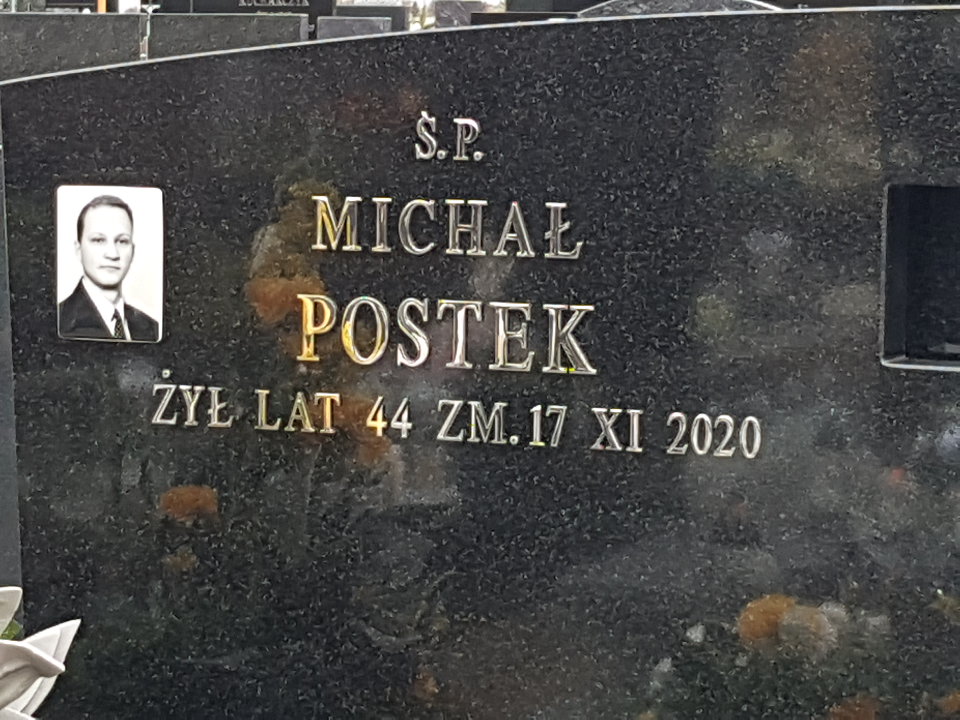 Ś.P.
MICHAŁ
POSTEK
ŻYŁ LAT 44 ZM. 17 XI 2020